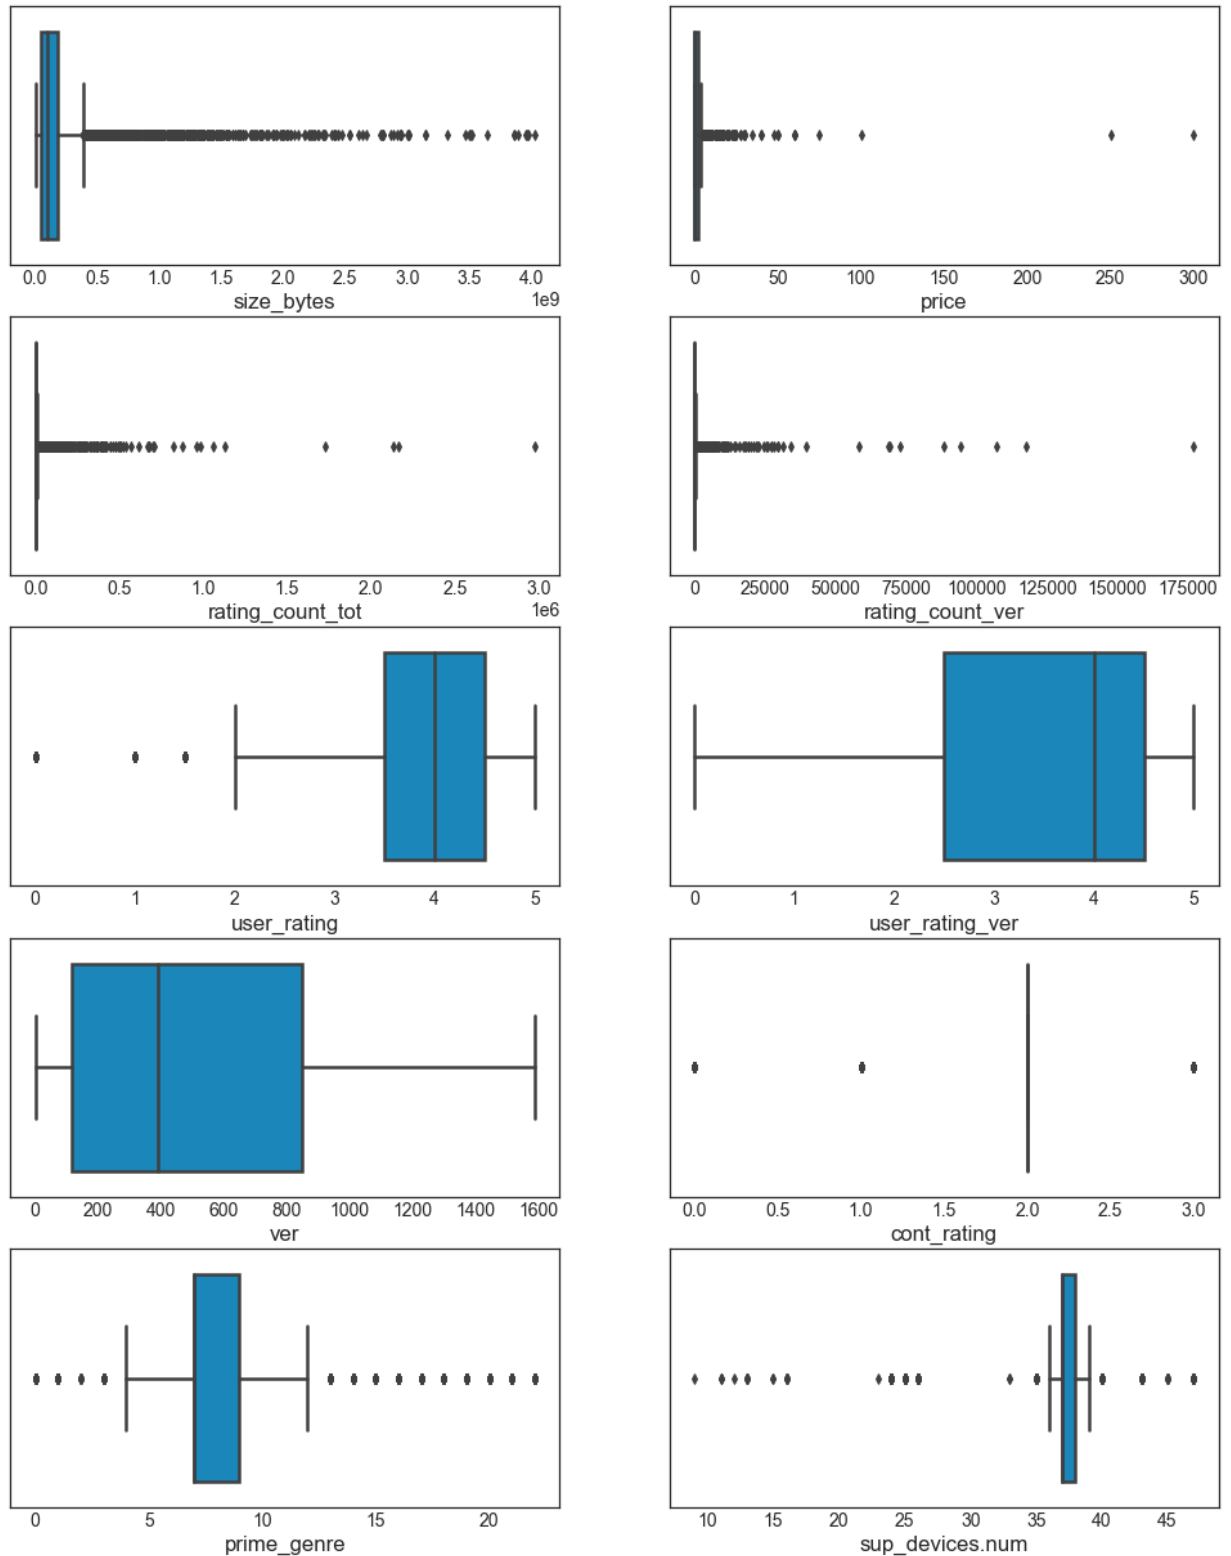 0.0 0.5 1.0 1.5 2.0 2.5 3.0 3.5 4.0
1e9
size_bytes
0 50 100 150 200 250 300
price
0.0 0.5 1.0 1.5 2.0 2.5 3.0
1e6
rating_count_tot
0 25000 50000 75000 100000 125000 150000 175000
rating_count_ver
0 1 2 3 4 5
user_rating
0 1 2 3 4 5
user_rating_ver
0 200 400 600 800 1000 1200 1400 1600
ver
0.0 0.5 1.0 1.5 2.0 2.5 3.0
cont_rating
0 5 10 15 20
prime_genre
10 15 20 25 30 35 40 45
sup_devices.num